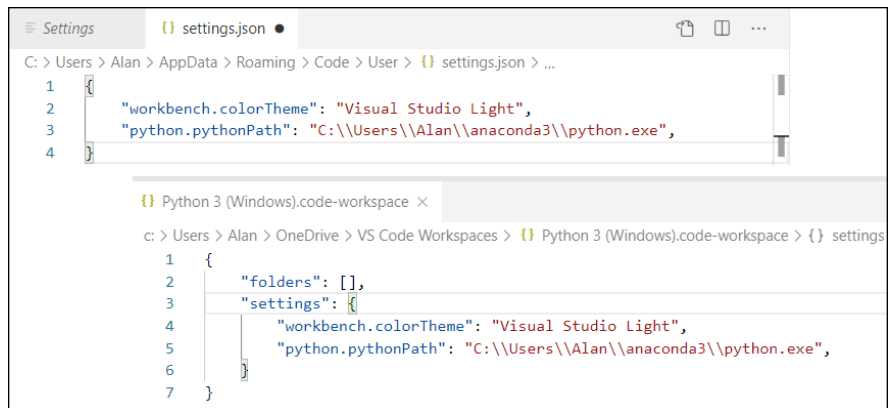 Settings {} settings.json ● ...
C: > Users > Alan > AppData > Roaming > Code > User > {} settings.json > ...
1 {
2 "workbench.colorTheme": "Visual Studio Light",
3 "python.pythonPath": "C:\\Users\\Alan\\anaconda3\\python.exe",
4 }
{} Python 3 (Windows).code-workspace ×
c: > Users > Alan > OneDrive > VS Code Workspaces > {} Python 3 (Windows).code-workspace > {} settings
1 {
2 "folders": [],
3 "settings": {
4 "workbench.colorTheme": "Visual Studio Light",
5 "python.pythonPath": "C:\\Users\\Alan\\anaconda3\\python.exe",
6 }
7 }